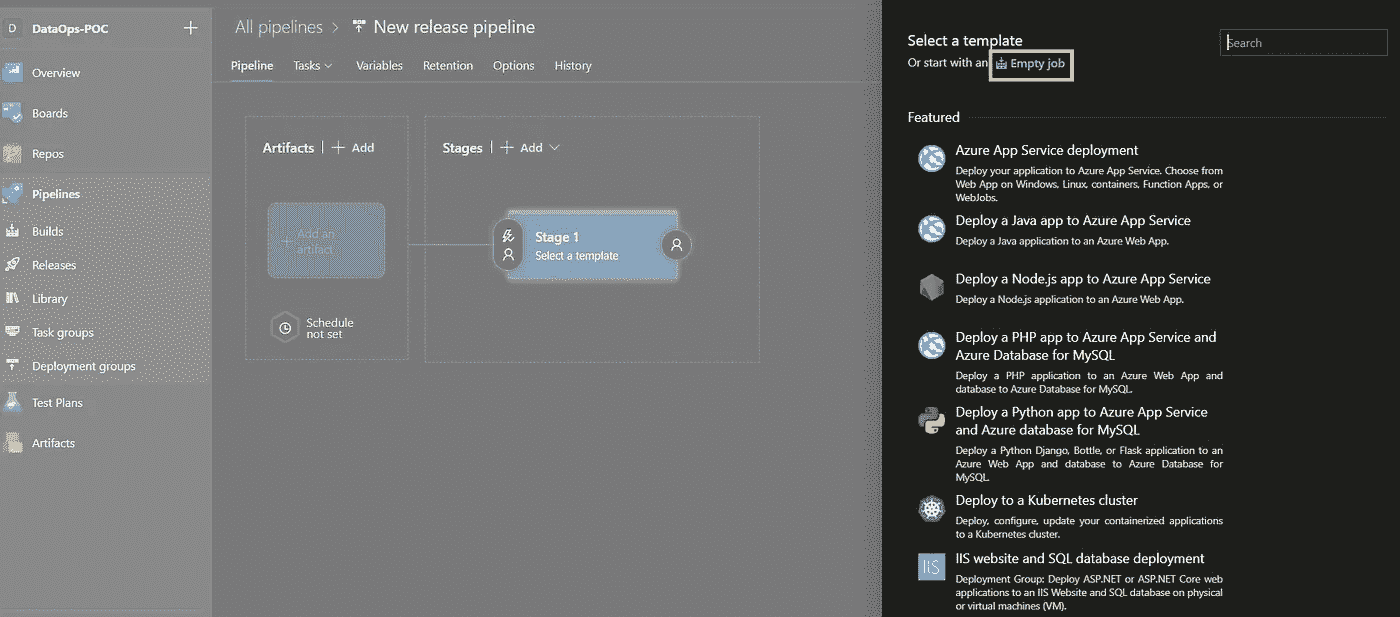 D DataOps-POC
Overview
Boards
Repos
Pipelines
Builds
Releases
Library
Task groups
Deployment groups
Test Plans
Artifacts
All pipelines > New release pipeline
Pipeline Tasks Variables Retention Options History
Artifacts | + Add
Add an
artifact
Schedule
not set
Stages | + Add
Stage 1
Select a template
Select a template
Or start with an Empty job
Search
Featured
Azure App Service deployment
Deploy your application to Azure App Service. Choose from
Web App on Windows, Linux, containers, Function Apps, or
WebJobs.
Deploy a Java app to Azure App Service
Deploy a Java application to an Azure Web App.
Deploy a Node.js app to Azure App Service
Deploy a Node.js application to an Azure Web App.
Deploy a PHP app to Azure App Service and
Azure Database for MySQL
Deploy a PHP application to an Azure Web App and
database to Azure Database for MySQL.
Deploy a Python app to Azure App Service
and Azure database for MySQL
Deploy a Python Django, Bottle, or Flask application to an
Azure Web App and database to Azure Database for
MySQL.
Deploy to a Kubernetes cluster
Deploy, configure, update your containerized applications
to a Kubernetes cluster.
IIS
IIS website and SQL database deployment
Deployment Group: Deploy ASP.NET or ASP.NET Core web
applications to an IIS Website and SQL database on physical
or virtual machines (VM).